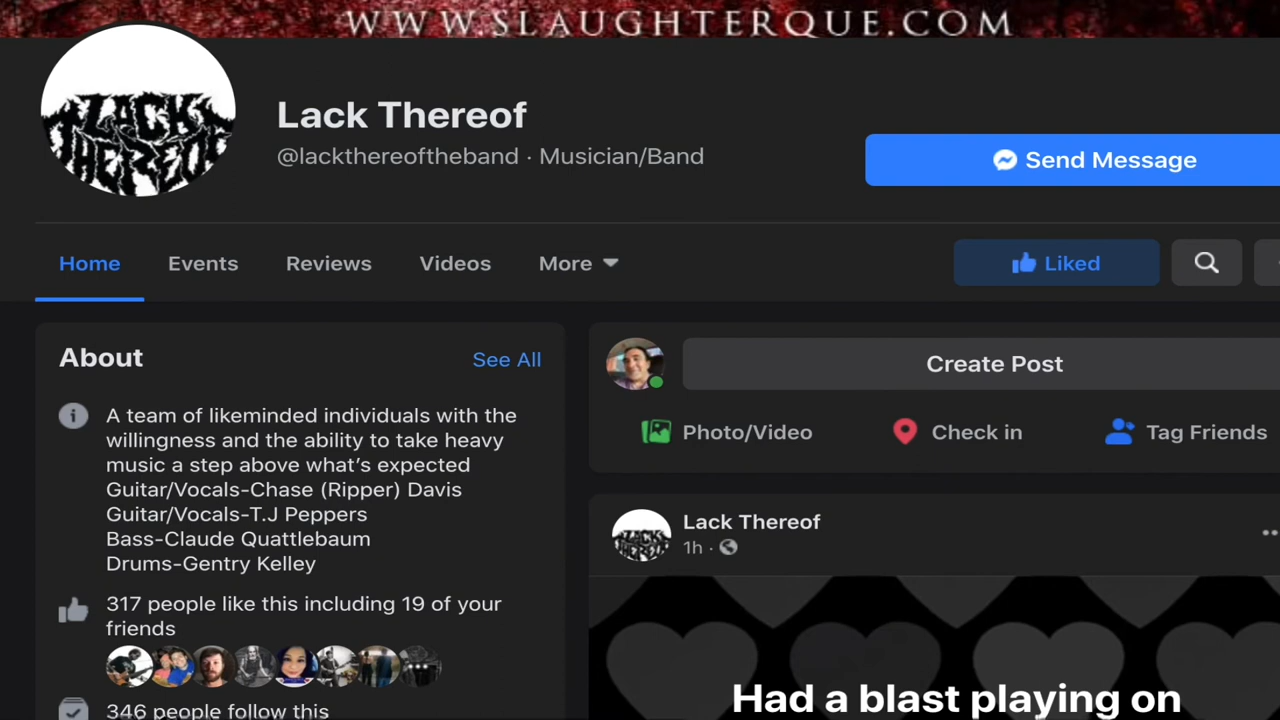 WWW.SLAUGHTERQUE.COM
LACK
THEREOF
Lack Thereof
@lackthereoftheband · Musician/Band
Send Message
Home
Events
Reviews
Videos
More
Liked
About
See All
A team of likeminded individuals with the
willingness and the ability to take heavy
music a step above what's expected
Guitar/Vocals-Chase (Ripper) Davis
Guitar/Vocals-T.J Peppers
Bass-Claude Quattlebaum
Drums-Gentry Kelley
317 people like this including 19 of your
friends
346 people follow this
Create Post
Photo/Video
Check in
Tag Friends
LACK
THEREOF
Lack Thereof
1h ·
Had a blast playing on